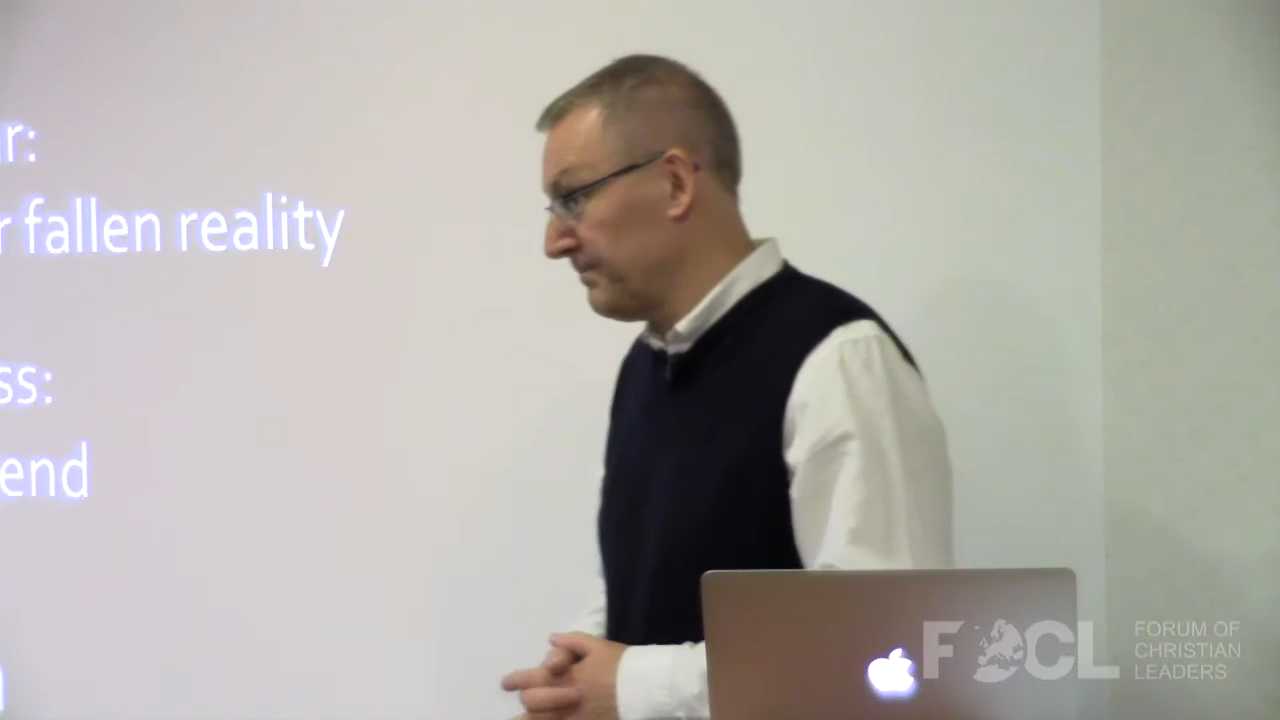 r:
r fallen reality
ss:
end
FOCL
FORUM OF
CHRISTIAN
LEADERS